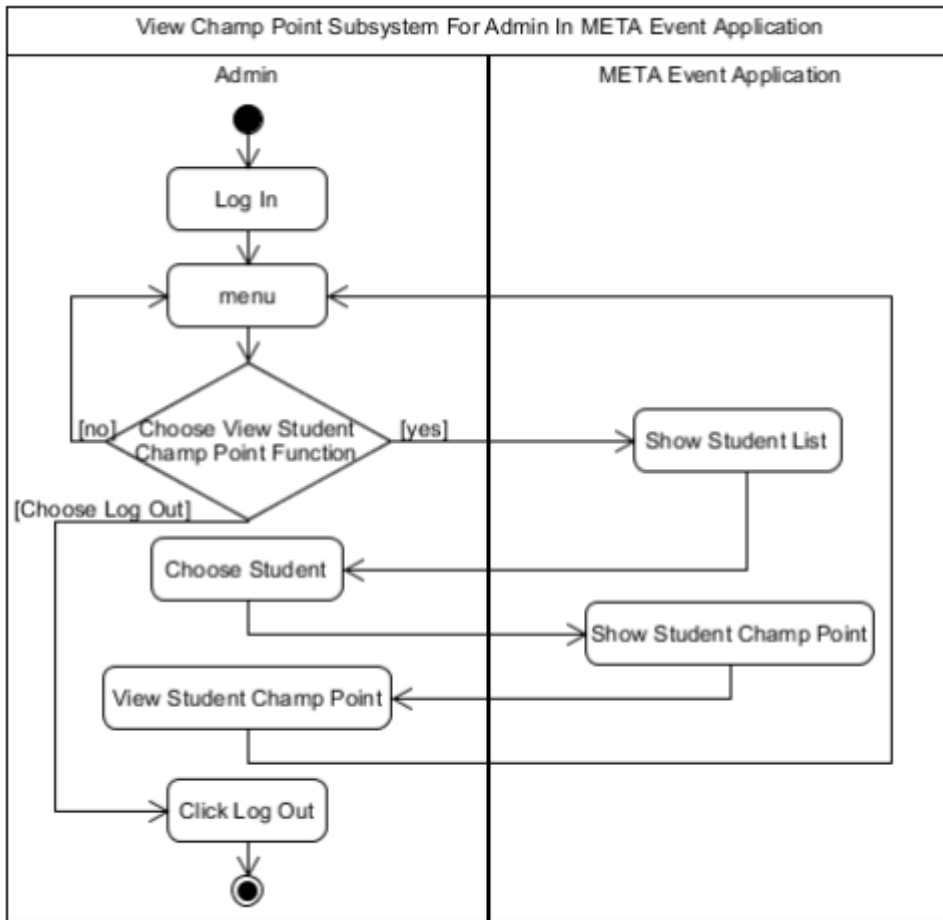 View Champ Point Subsystem For Admin In META Event Application
Admin
META Event Application
Log In
menu
[no]
Choose View Student
Champ Point Function
[yes]
Show Student List
[Choose Log Out]
Choose Student
Show Student Champ Point
View Student Champ Point
Click Log Out